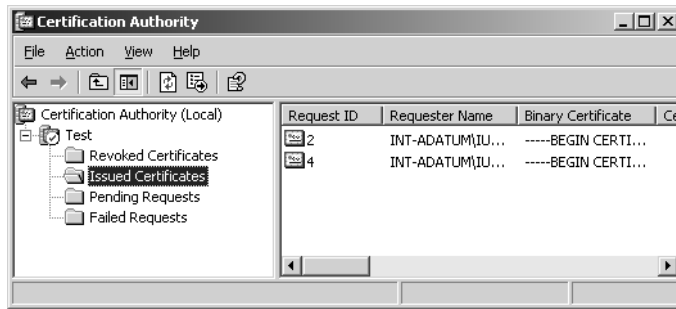 Certification Authority
File Action View Help
Certification Authority (Local)
Test
Revoked Certificates
Issued Certificates
Pending Requests
Failed Requests
Request ID Requester Name Binary Certificate Ce
2 INT-ADATUM\IU... -----BEGIN CERTI...
4 INT-ADATUM\IU... -----BEGIN CERTI...